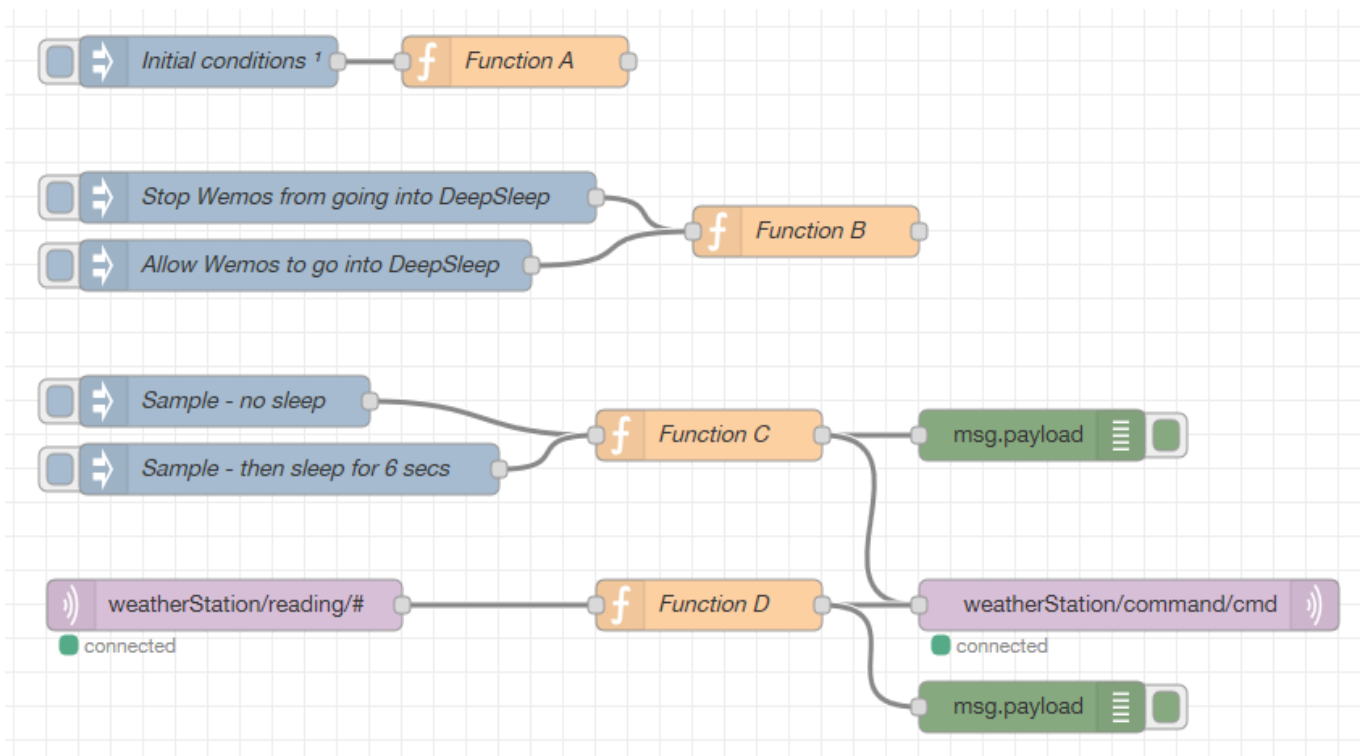 Initial conditions ¹
Function A
Stop Wemos from going into DeepSleep
Function B
Allow Wemos to go into DeepSleep
Sample - no sleep
Function C
msg.payload
Sample - then sleep for 6 secs
weatherStation/reading/#
Function D
weatherStation/command/cmd
connected
connected
msg.payload